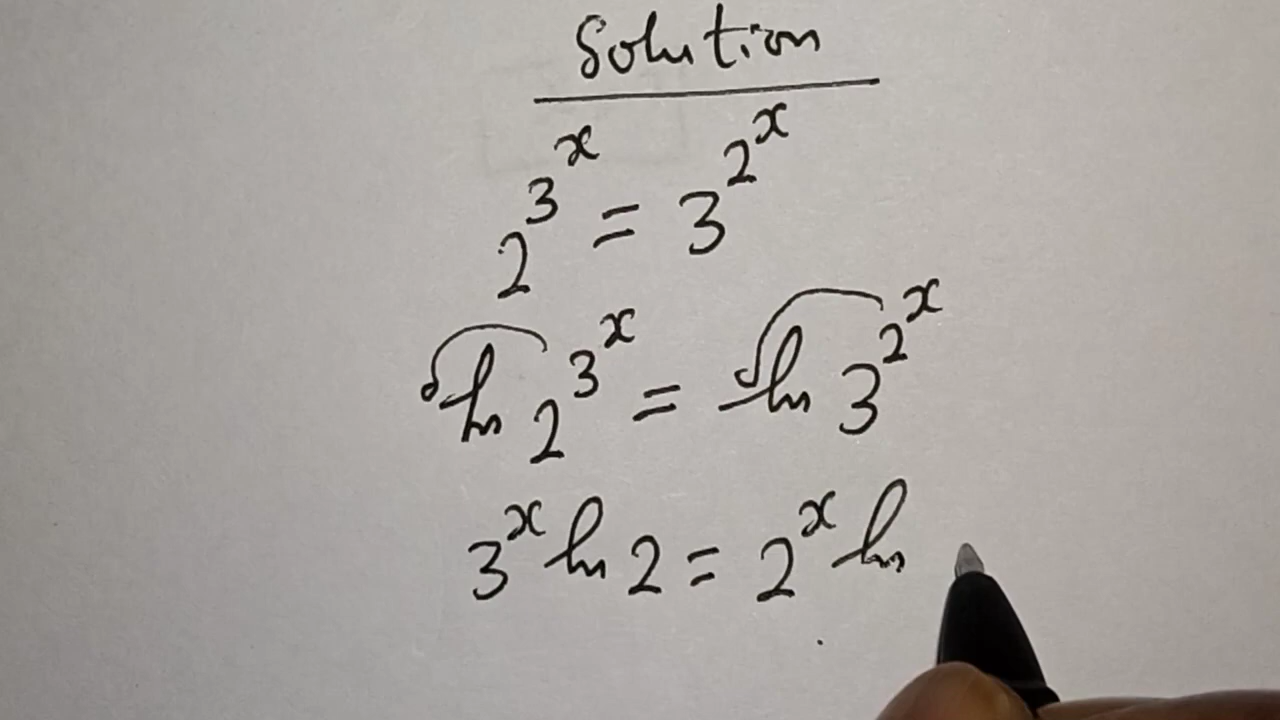 Solution
2^3^x = 3^2^x
ln 2^3^x = ln 3^2^x
3^x ln 2 = 2^x ln